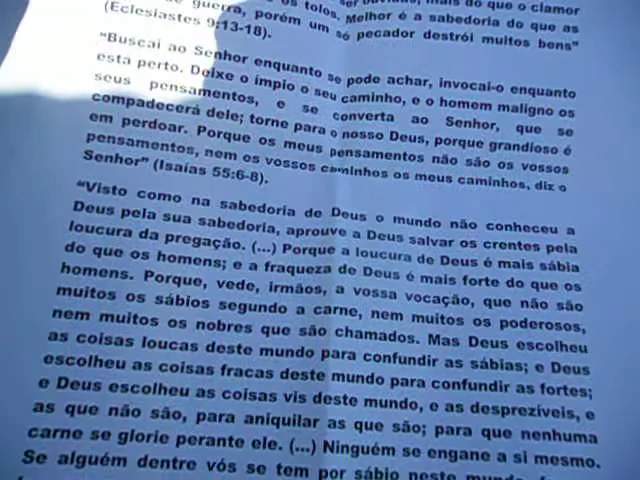 tolos. Melhor é a sabedoria do que as
guerra, porém um só pecador destrói muitos bens"
(Eclesiastes 9:13-18).
"Buscai ao Senhor enquanto se pode achar, invocai-o enquanto
está perto. Deixe o ímpio o seu caminho, e o homem maligno os
seus pensamentos, e se converta ao Senhor, que se
compadecerá dele; torne para o nosso Deus, porque grandioso é
em perdoar. Porque os meus pensamentos não são os vossos
pensamentos, nem os vossos caminhos os meus caminhos, diz o
Senhor" (Isaías 55:6-8).
"Visto como na sabedoria de Deus o mundo não conheceu a
Deus pela sua sabedoria, aprouve a Deus salvar os crentes pela
loucura da pregação. (...) Porque a loucura de Deus é mais sábia
do que os homens; e a fraqueza de Deus é mais forte do que os
homens. Porque, vede, irmãos, a vossa vocação, que não são
muitos os sábios segundo a carne, nem muitos os poderosos,
nem muitos os nobres que são chamados. Mas Deus escolheu
as coisas loucas deste mundo para confundir as sábias; e Deus
escolheu as coisas fracas deste mundo para confundir as fortes;
e Deus escolheu as coisas vis deste mundo, e as desprezíveis, e
as que não são, para aniquilar as que são; para que nenhuma
carne se glorie perante ele. (...) Ninguém se engane a si mesmo.
Se alguém dentre vós se tem por sábio neste mundo